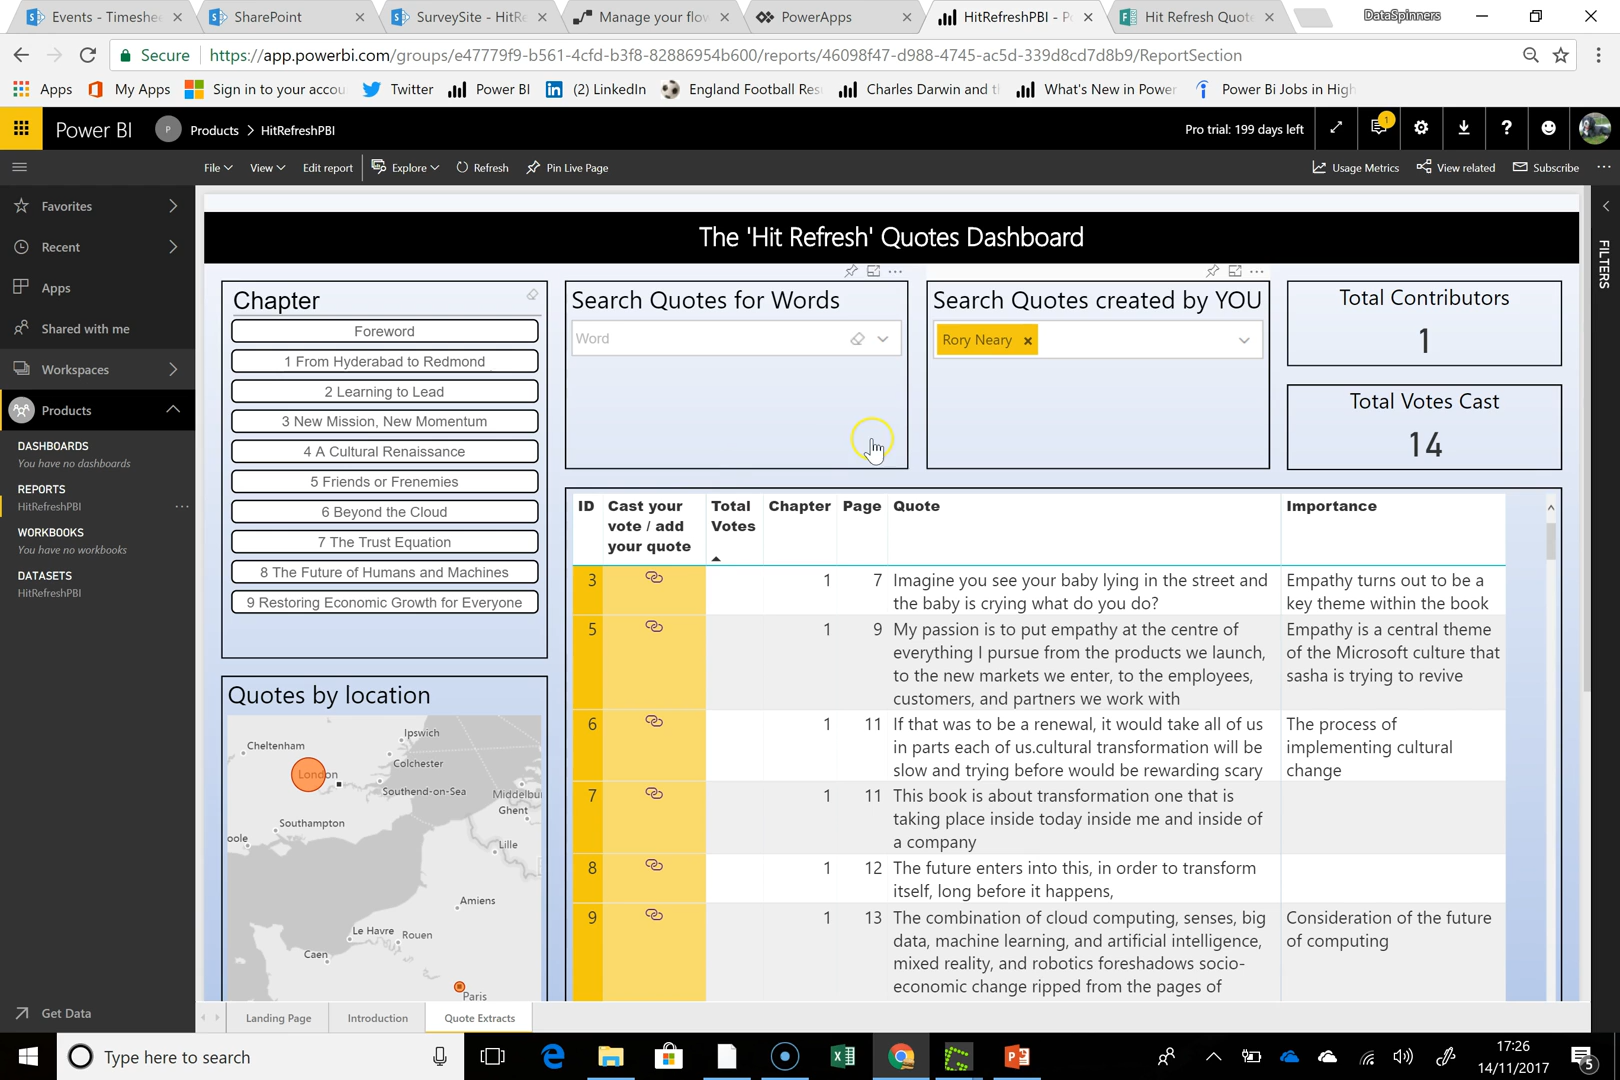 Events - Timeshee
SharePoint
SurveySite - HitRe
Manage your flow
PowerApps
HitRefreshPBI - Po
Hit Refresh Quote
DataSpinners
Secure
https://app.powerbi.com/groups/e47779f9-b561-4cfd-b3f8-82886954b600/reports/46098f47-d988-4745-ac5d-339d8cd7d8b9/ReportSection
Apps
My Apps
Sign in to your accou
Twitter
Power BI
(2) LinkedIn
England Football Res
Charles Darwin and t
What's New in Power
Power Bi Jobs in High
Power BI
P
Products > HitRefreshPBI
Pro trial: 199 days left
1
File
View
Edit report
Explore
Refresh
Pin Live Page
Usage Metrics
View related
Subscribe
Favorites
Recent
Apps
Shared with me
Workspaces
Products
DASHBOARDS
You have no dashboards
REPORTS
HitRefreshPBI
WORKBOOKS
You have no workbooks
DATASETS
HitRefreshPBI
Get Data
FILTERS
The 'Hit Refresh' Quotes Dashboard
Chapter
Foreword
1 From Hyderabad to Redmond
2 Learning to Lead
3 New Mission, New Momentum
4 A Cultural Renaissance
5 Friends or Frenemies
6 Beyond the Cloud
7 The Trust Equation
8 The Future of Humans and Machines
9 Restoring Economic Growth for Everyone
Search Quotes for Words
Word
Search Quotes created by YOU
Rory Neary ×
Total Contributors
1
Total Votes Cast
14
Quotes by location
Cheltenham
Ipswich
Colchester
London
Southend-on-Sea
Middelbu
Ghent
Southampton
oole
Lille
Amiens
Le Havre
Rouen
Caen
Paris
ID
Cast your
vote / add
your quote
Total
Votes
Chapter
Page
Quote
Importance
3 1 7 Imagine you see your baby lying in the street and
the baby is crying what do you do?
Empathy turns out to be a
key theme within the book
5 1 9 My passion is to put empathy at the centre of
everything I pursue from the products we launch,
to the new markets we enter, to the employees,
customers, and partners we work with
Empathy is a central theme
of the Microsoft culture that
sasha is trying to revive
6 1 11 If that was to be a renewal, it would take all of us
in parts each of us.cultural transformation will be
slow and trying before would be rewarding scary
The process of
implementing cultural
change
7 1 11 This book is about transformation one that is
taking place inside today inside me and inside of
a company
8 1 12 The future enters into this, in order to transform
itself, long before it happens,
9 1 13 The combination of cloud computing, senses, big
data, machine learning, and artificial intelligence,
mixed reality, and robotics foreshadows socio-
economic change ripped from the pages of
Consideration of the future
of computing
Landing Page
Introduction
Quote Extracts
Type here to search
17:26
14/11/2017
5